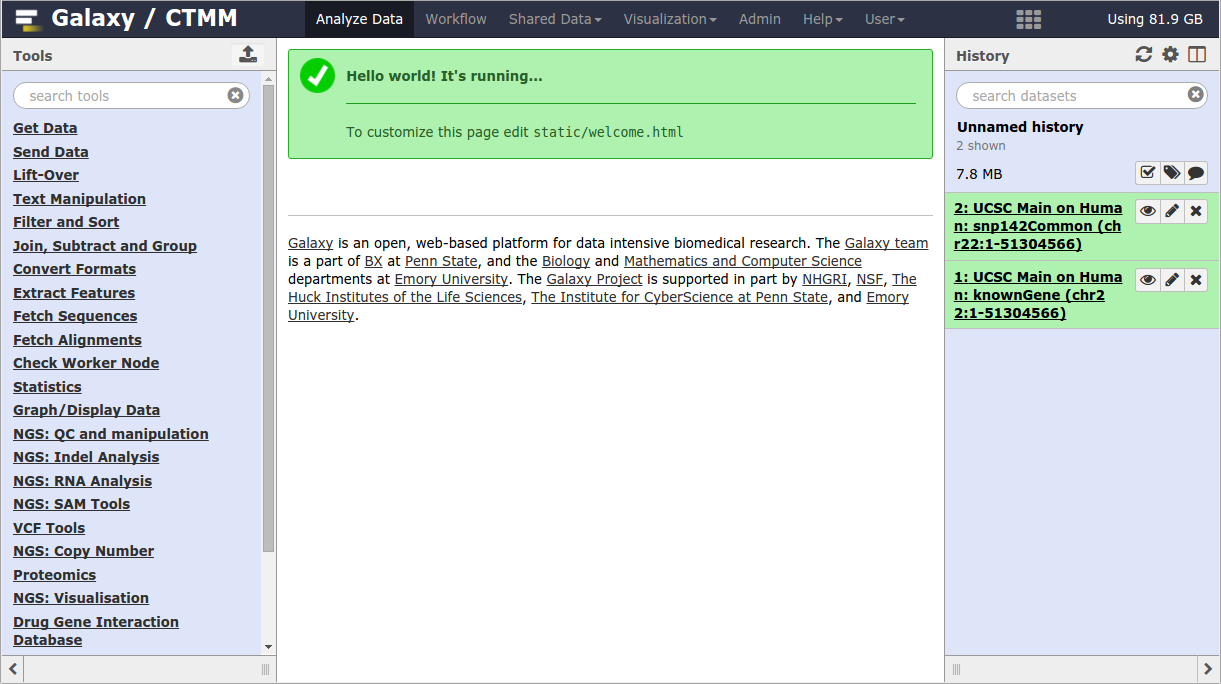 Galaxy / CTMM
Analyze Data
Workflow
Shared Data
Visualization
Admin
Help
User
Using 81.9 GB
Tools
search tools
Get Data
Send Data
Lift-Over
Text Manipulation
Filter and Sort
Join, Subtract and Group
Convert Formats
Extract Features
Fetch Sequences
Fetch Alignments
Check Worker Node
Statistics
Graph/Display Data
NGS: QC and manipulation
NGS: Indel Analysis
NGS: RNA Analysis
NGS: SAM Tools
VCF Tools
NGS: Copy Number
Proteomics
NGS: Visualisation
Drug Gene Interaction
Database
Hello world! It's running...
To customize this page edit static/welcome.html
Galaxy is an open, web-based platform for data intensive biomedical research. The Galaxy team
is a part of BX at Penn State, and the Biology and Mathematics and Computer Science
departments at Emory University. The Galaxy Project is supported in part by NHGRI, NSF, The
Huck Institutes of the Life Sciences, The Institute for CyberScience at Penn State, and Emory
University.
History
search datasets
Unnamed history
2 shown
7.8 MB
2: UCSC Main on Huma
n: snp142Common (ch
r22:1-51304566)
1: UCSC Main on Huma
n: knownGene (chr2
2:1-51304566)